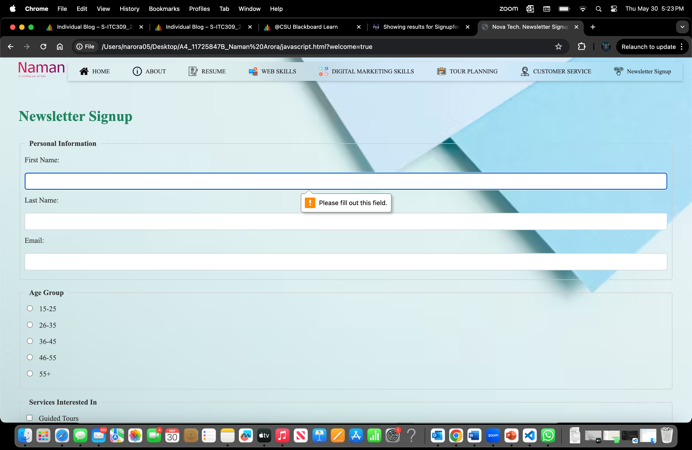 Chrome File Edit View History Bookmarks Profiles Tab Window Help zoom Thu May 30 5:23 PM
Individual Blog – S-ITC309_2 Individual Blog – S-ITC309_2 @CSU Blackboard Learn Showing results for Signupfo Nova Tech. Newsletter Signup
File /Users/narora05/Desktop/A4_11725847B_Naman%20Arora/javascript.html?welcome=true Relaunch to update
Naman HOME ABOUT RESUME WEB SKILLS DIGITAL MARKETING SKILLS TOUR PLANNING CUSTOMER SERVICE Newsletter Signup
Newsletter Signup
Personal Information
First Name:
Please fill out this field.
Last Name:
Email:
Age Group
15-25
26-35
36-45
46-55
55+
Services Interested In
Guided Tours